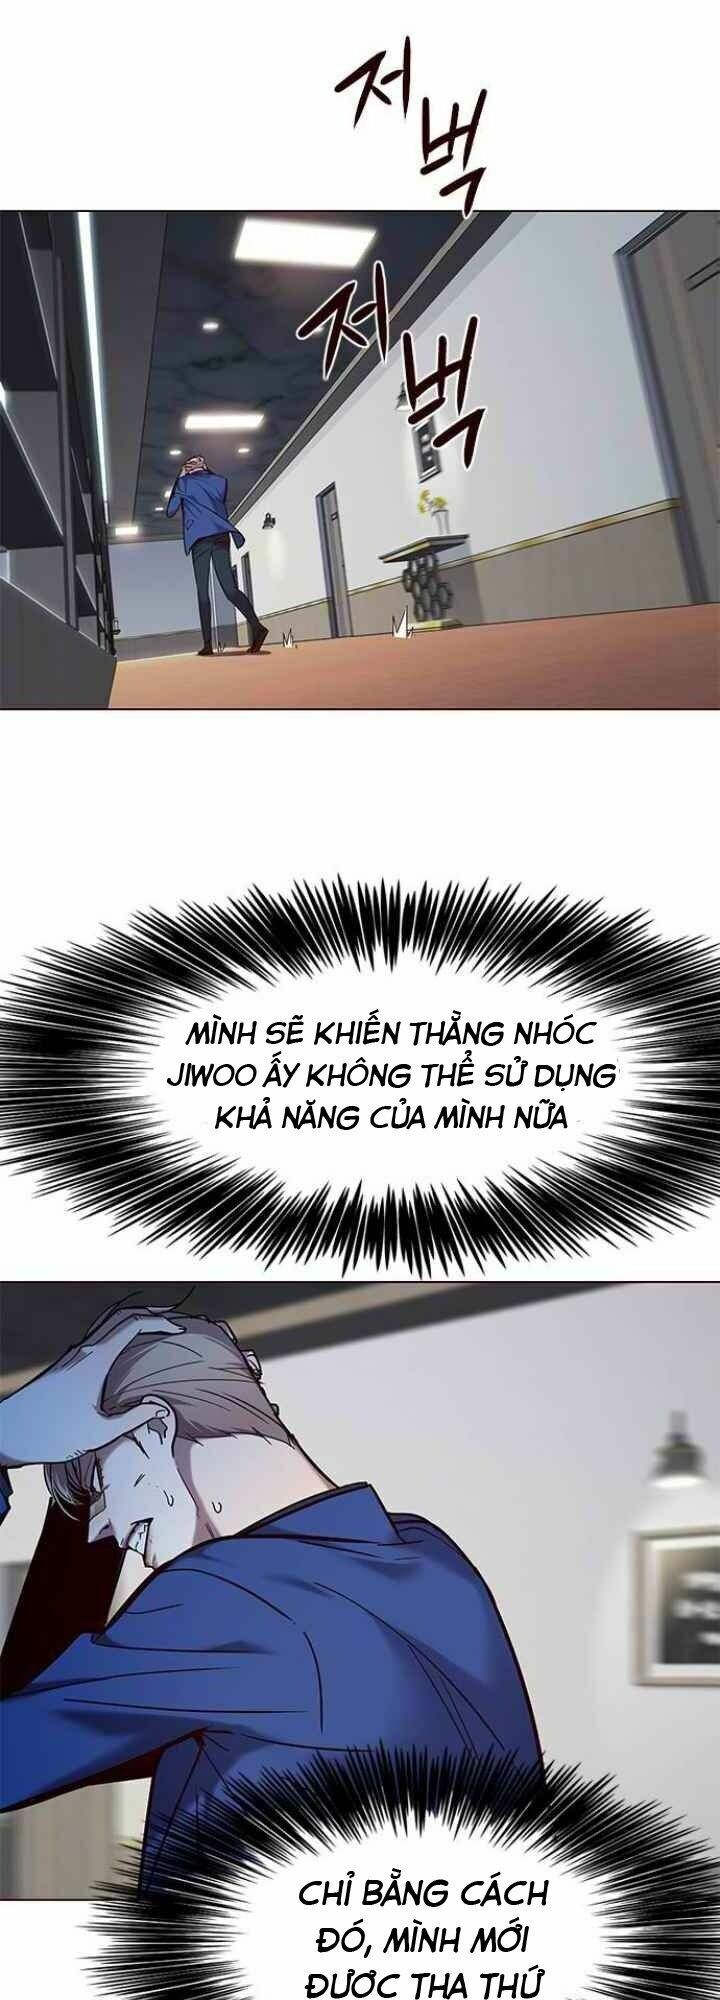 저벅
저벅
MÌNH SẼ KHIẾN THẰNG NHÓC
JIWOO ẤY KHÔNG THỂ SỬ DỤNG
KHẢ NĂNG CỦA MÌNH NỮA
CHỈ BẰNG CÁCH
ĐÓ, MÌNH MỚI
ĐƯỢC THA THỨ